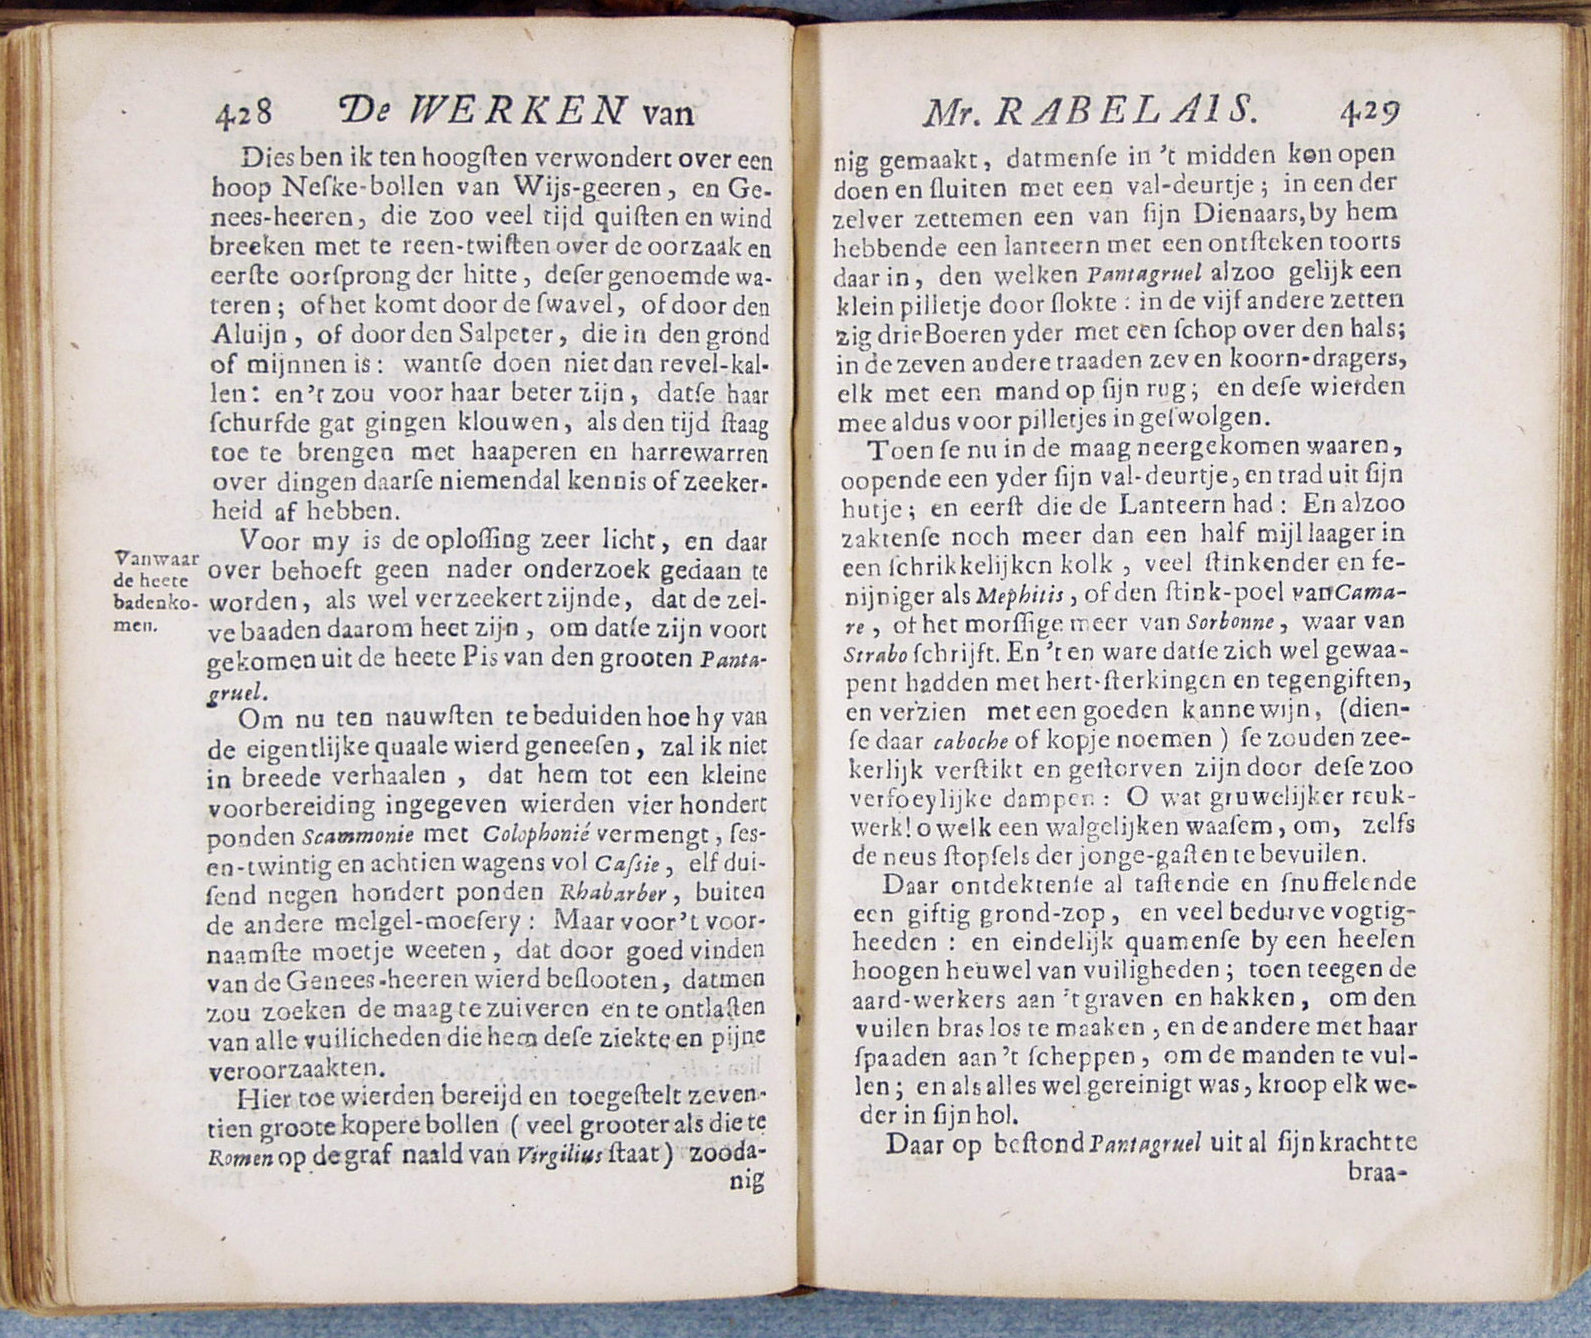 428 De WERKEN van
Dies ben ik ten hoogſten verwondert over een
hoop Neſke-bollen van Wijs-geeren, en Ge-
nees-heeren, die zoo veel tijd quiſten en wind
breeken met te reen-twiſten over de oorzaak en
eerſte oorſprong der hitte, deſer genoemde wa-
teren; of het komt door de ſwavel, of door den
Aluijn, of door den Salpeter, die in den grond
of mijnnen is: wantſe doen niet dan revel-kal-
len: en 't zou voor haar beter zijn, datſe haar
ſchurfde gat gingen klouwen, als den tijd ſtaag
toe te brengen met haaperen en harrewarren
over dingen daarſe niemendal kennis of zeeker-
heid af hebben.
Voor my is de oploſſing zeer licht, en daar
over behoeft geen nader onderzoek gedaan te
worden, als wel verzeekert zijnde, dat de zel-
ve baaden daarom heet zijn, om datſe zijn voort
gekomen uit de heete Pis van den grooten Panta-
gruel.
Van waar
de heete
baden ko-
men.
Om nu ten nauwſten te beduiden hoe hy van
de eigentlijke quaale wierd geneeſen, zal ik niet
in breede verhaalen, dat hem tot een kleine
voorbereiding ingegeven wierden vier hondert
ponden Scammonie met Colophonié vermengt, ſes-
en-twintig en achtien wagens vol Caſsie, elf dui-
ſend negen hondert ponden Rhabarber, buiten
de andere melgel-moeſery: Maar voor 't voor-
naamſte moetje weeten, dat door goed vinden
van de Genees-heeren wierd beſlooten, datmen
zou zoeken de maag te zuiveren en te ontlaſten
van alle vuilicheden die hem deſe ziekte en pijne
veroorzaakten.
Hier toe wierden bereijd en toegeſtelt zeven-
tien groote kopere bollen (veel grooter als die te
Romen op de graf naald van Virgilius ſtaat) zooda-
nig
Mr. RABELAIS. 429
nig gemaakt, datmenſe in 't midden kon open
doen en ſluiten met een val-deurtje; in een der
zelver zettemen een van ſijn Dienaars, by hem
hebbende een lanteern met een ontſteken toorts
daar in, den welken Pantagruel alzoo gelijk een
klein pilletje door ſlokte: in de vijf andere zetten
zig drie Boeren yder met een ſchop over den hals;
in de zeven andere traaden zeven koorn-dragers,
elk met een mand op ſijn rug; en deſe wierden
mee aldus voor pilletjes in geſwolgen.
Toen ſe nu in de maag neergekomen waaren,
oopende een yder ſijn val-deurtje, en trad uit ſijn
hutje; en eerſt die de Lanteern had: En alzoo
zaktenſe noch meer dan een half mijl laager in
een ſchrikkelijken kolk, veel ſtinkender en fe-
nijniger als Mephitis, of den ſtink-poel van Cama-
re, of het morſſige meer van Sorbonne, waar van
Strabo ſchrijft. En 't en ware datſe zich wel gewaa-
pent hadden met hert-ſterkingen en tegengiften,
en verzien met een goeden kanne wijn, (dien-
ſe daar caboche of kopje noemen) ſe zouden zee-
kerlijk verſtikt en geſtorven zijn door deſe zoo
verfoeylijke dampen: O wat gruwelijker reuk-
werk! o welk een walgelijken waaſem, om, zelfs
de neus ſtopſels der jonge-gaſten te bevuilen.
Daar ontdektenſe al taſtende en ſnuffelende
een giftig grond-zop, en veel bedurve vogtig-
heeden: en eindelijk quamenſe by een heelen
hoogen heuwel van vuiligheden; toen teegen de
aard-werkers aan 't graven en hakken, om den
vuilen bras los te maaken, en de andere met haar
ſpaaden aan 't ſcheppen, om de manden te vul-
len; en als alles wel gereinigt was, kroop elk we-
der in ſijn hol.
Daar op beſtond Pantagruel uit al ſijn kracht te
braa-